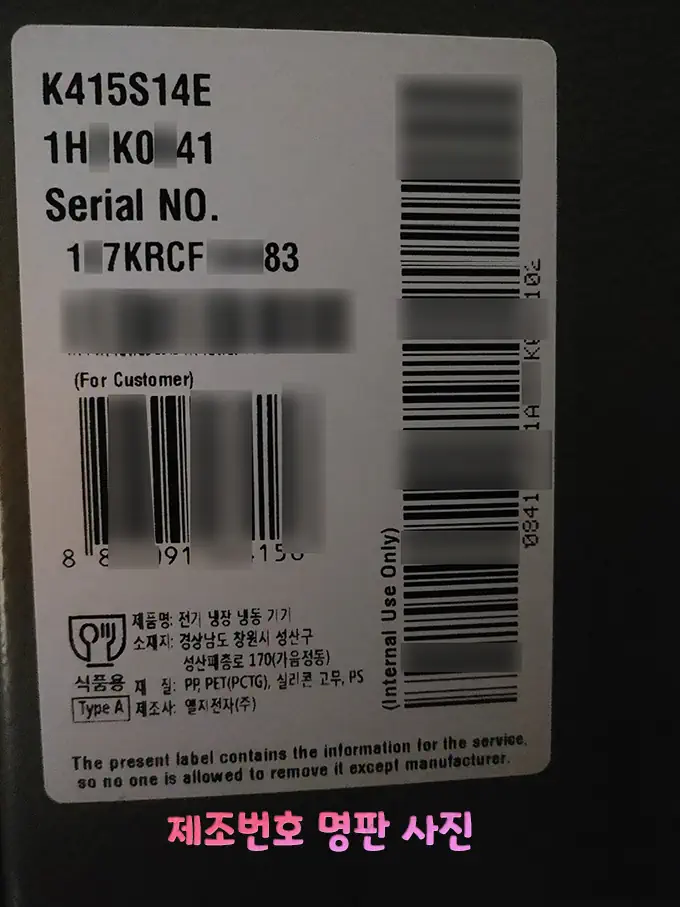 K415S14E
1H K0 41
Serial NO.
1 7KRCF 83
(For Customer)
8 8 91 15
제품명: 전기 냉장 냉동 기기
소재지: 경상남도 창원시 성산구
성산패총로 170(가음정동)
식품용 재 질: PP, PET(PCTG), 실리콘 고무, PS
Type A 제조사: 엘지전자(주)
(Internal Use Only)
0841 1A 102
The present label contains the information for the service,
so no one is allowed to remove it except manufacturer.
제조번호 명판 사진